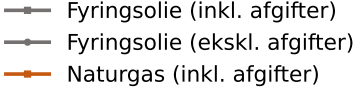 Fyringsolie (inkl. afgifter)
Fyringsolie (ekskl. afgifter)
Naturgas (inkl. afgifter)